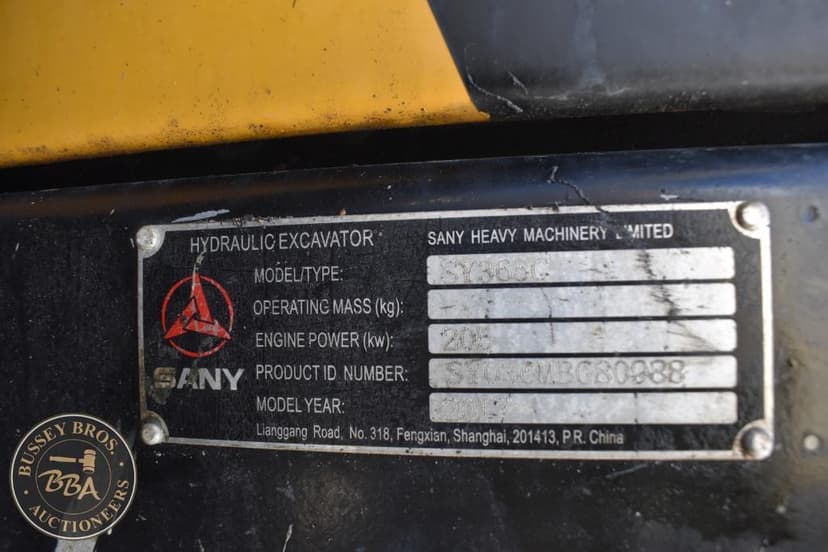 HYDRAULIC EXCAVATOR SANY HEAVY MACHINERY LIMITED
MODEL/TYPE: SY365C
OPERATING MASS (kg):
ENGINE POWER (kw):
PRODUCT ID NUMBER:
MODEL YEAR:
SANY
Lianggang Road, No. 318, Fengxian, Shanghai, 201413, P.R. China
BUSSEY BROS.
BBA
AUCTIONEERS